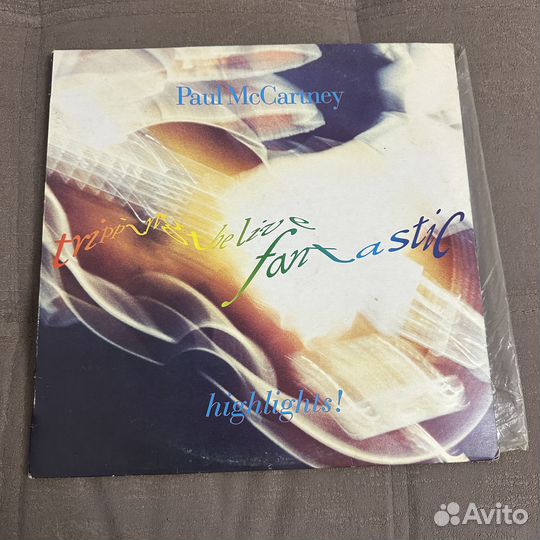 Paul McCartney
tripping the live
fantastic
highlights!
Avito